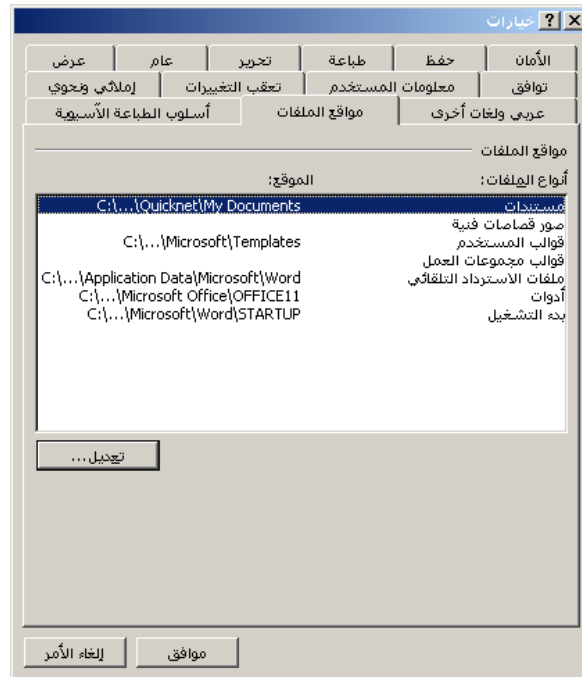 خيارات
الأمان حفظ طباعة تحرير عام عرض
توافق معلومات المستخدم تعقب التغييرات إملائي ونحوي
عربي ولغات أخرى مواقع الملفات أسلوب الطباعة الآسيوية
مواقع الملفات
أنواع الملفات: الموقع:
مستندات C:\...\Quicknet\My Documents
صور قصاصات فنية
قوالب المستخدم C:\...\Microsoft\Templates
قوالب مجموعات العمل
ملفات الاسترداد التلقائي C:\...\Application Data\Microsoft\Word
أدوات C:\...\Microsoft Office\OFFICE11
بدء التشغيل C:\...\Microsoft\Word\STARTUP
تعديل...
موافق إلغاء الأمر